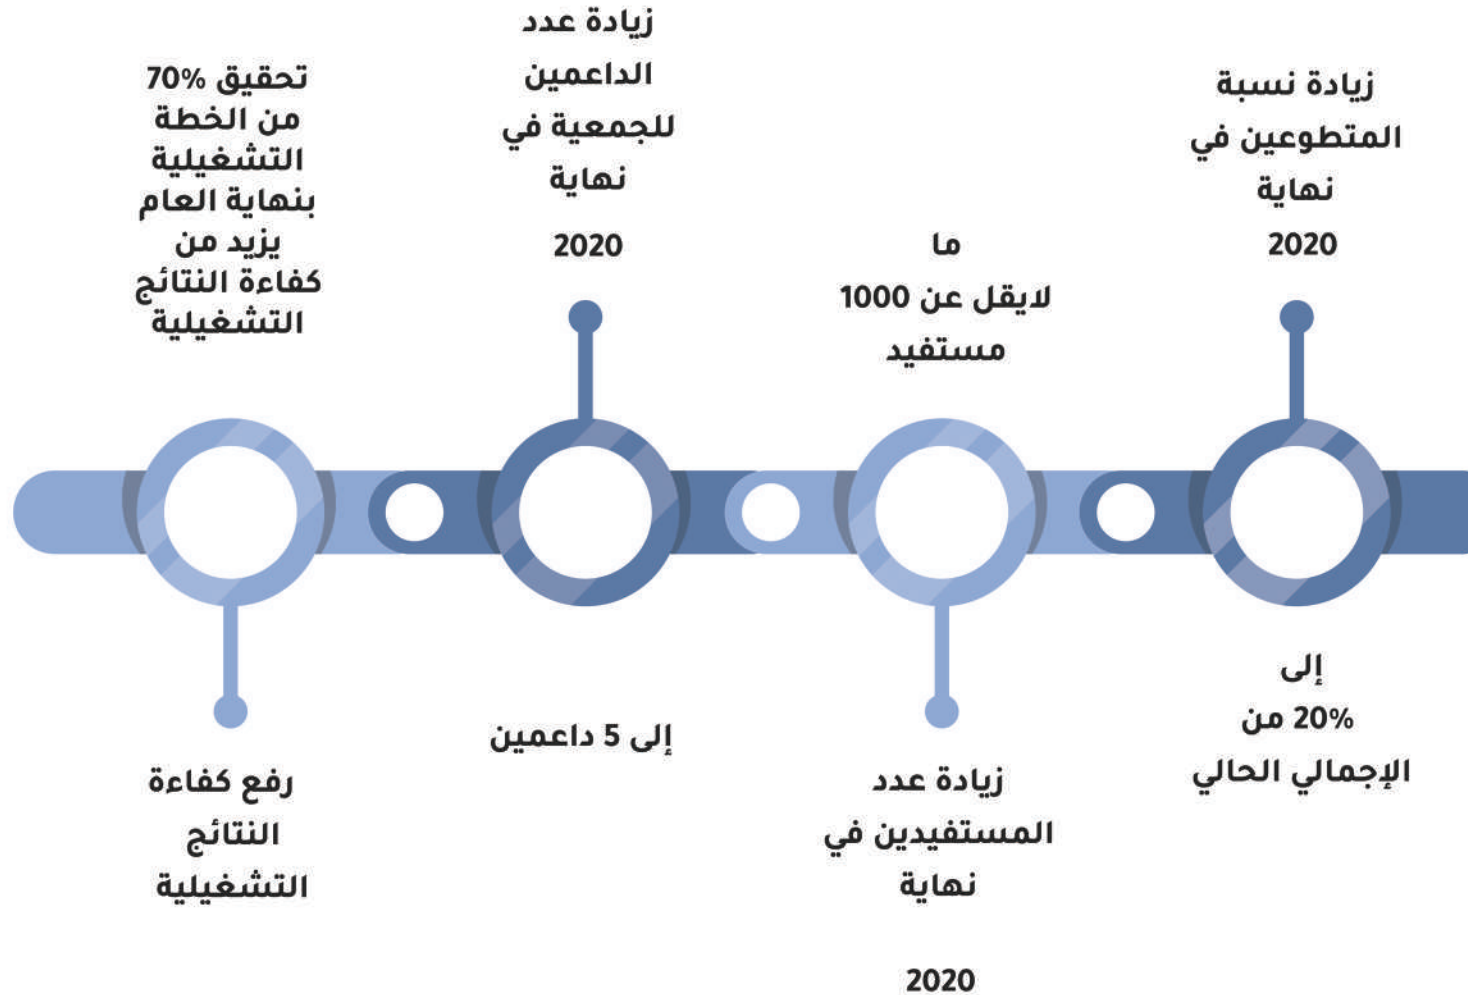 زيادة نسبة
المتطوعين في
نهاية
2020
إلى
20% من
الإجمالي الحالي
ما
لايقل عن 1000
مستفيد
زيادة عدد
المستفيدين في
نهاية
2020
زيادة عدد
الداعمين
للجمعية في
نهاية
2020
إلى 5 داعمين
تحقيق 70%
من الخطة
التشغيلية
بنهاية العام
يزيد من
كفاءة النتائج
التشغيلية
رفع كفاءة
النتائج
التشغيلية